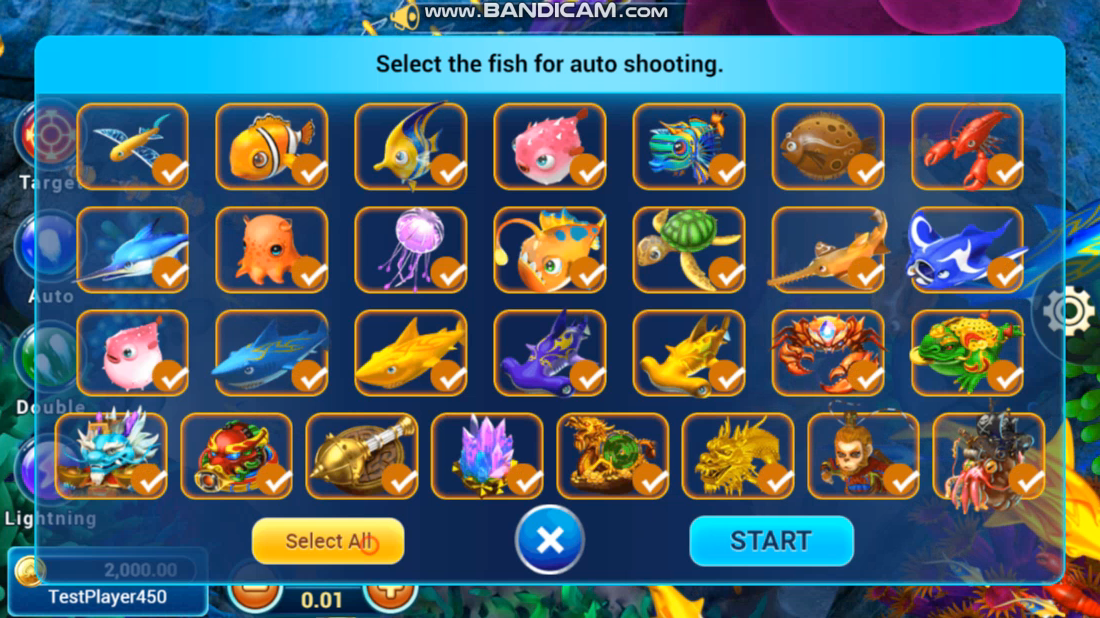 www.BANDICAM.com
Select the fish for auto shooting.
Target
Auto
Double
Lightning
Select All
START
2,000.00
TestPlayer450
0.01